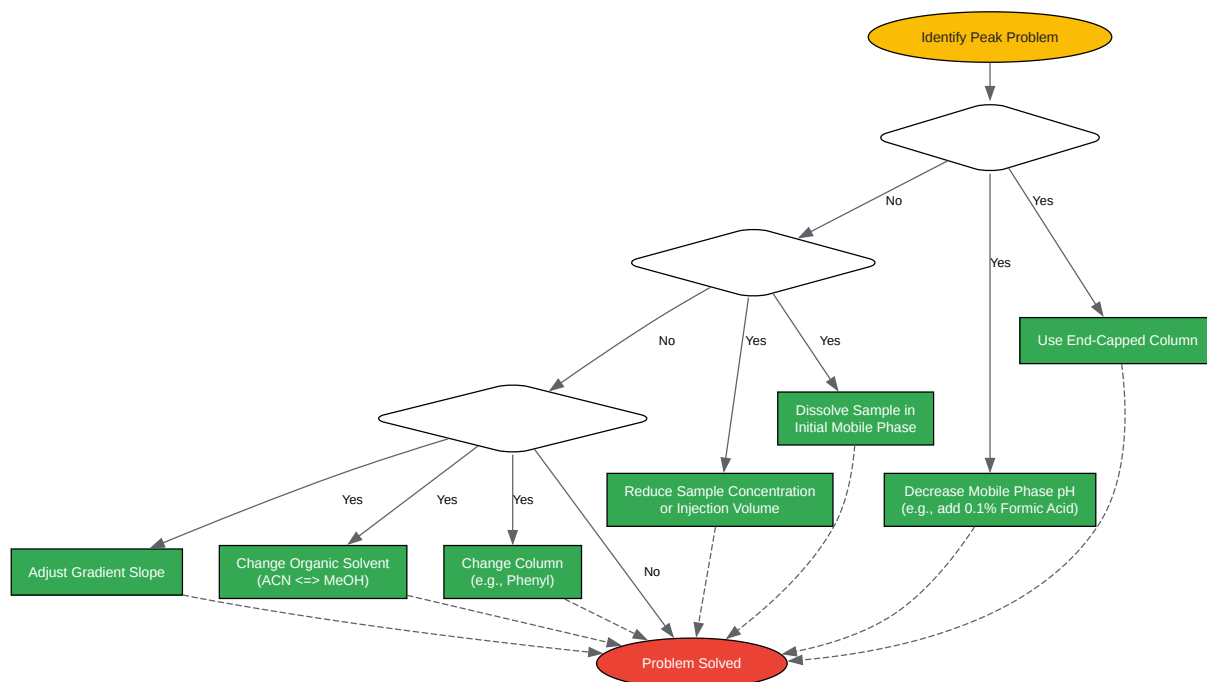 Identify Peak Problem
No
Yes
Yes
Use End-Capped Column
No
Yes
Yes
Dissolve Sample in
Initial Mobile Phase
Reduce Sample Concentration
or Injection Volume
Decrease Mobile Phase pH
(e.g., add 0.1% Formic Acid)
Yes
Yes
Yes
No
Adjust Gradient Slope
Change Organic Solvent
(ACN <=> MeOH)
Change Column
(e.g., Phenyl)
Problem Solved